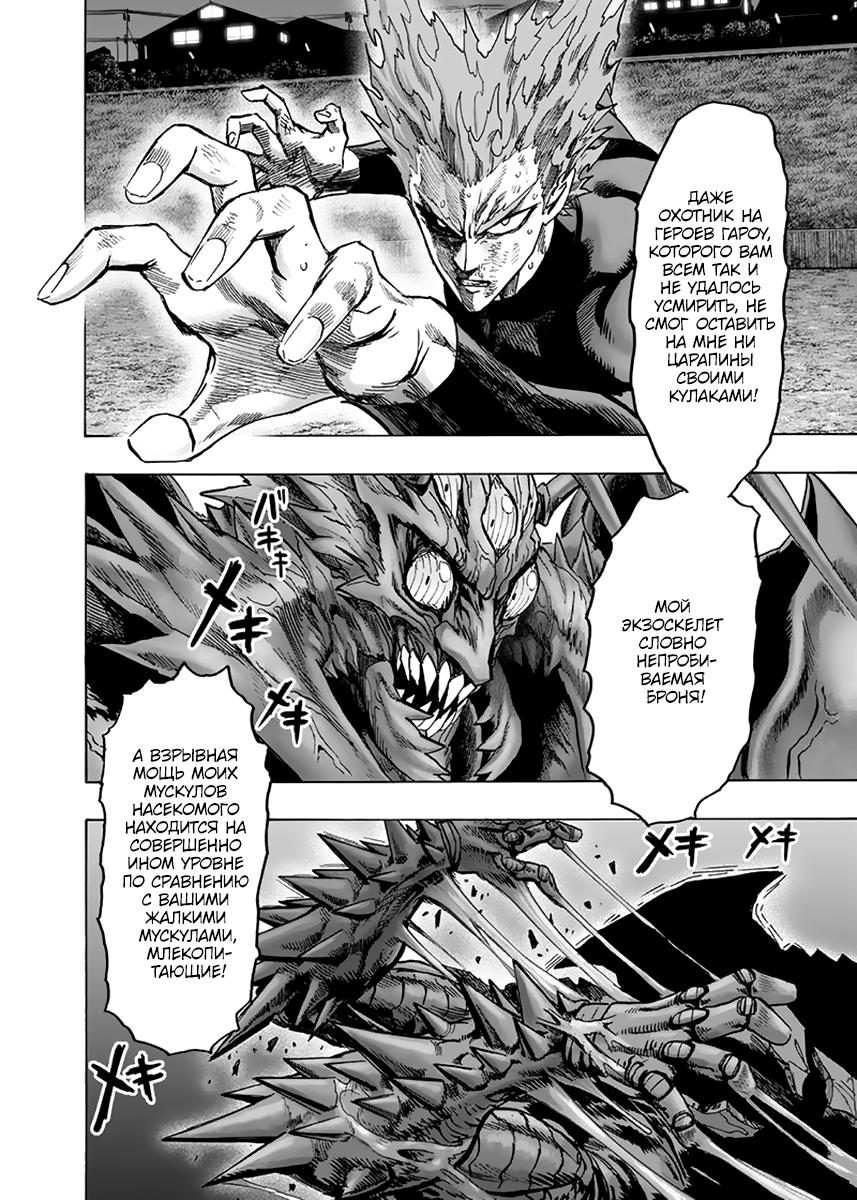 ДАЖЕ
ОХОТНИК НА
ГЕРОЕВ ГАРОУ,
КОТОРОГО ВАМ
ВСЕМ ТАК И
НЕ УДАЛОСЬ
УСМИРИТЬ, НЕ
СМОГ ОСТАВИТЬ
НА МНЕ НИ
ЦАРАПИНЫ
СВОИМИ
КУЛАКАМИ!
バキキ
メキ
メキ
МОЙ
ЭКЗОСКЕЛЕТ
СЛОВНО
НЕПРОБИ-
ВАЕМАЯ
БРОНЯ!
А ВЗРЫВНАЯ
МОЩЬ МОИХ
МУСКУЛОВ
НАСЕКОМОГО
НАХОДИТСЯ НА
СОВЕРШЕННО
ИНОМ УРОВНЕ
ПО СРАВНЕНИЮ
С ВАШИМИ
ЖАЛКИМИ
МУСКУЛАМИ,
МЛЕКОПИ-
ТАЮЩИЕ!
メキ
メキ
メキ